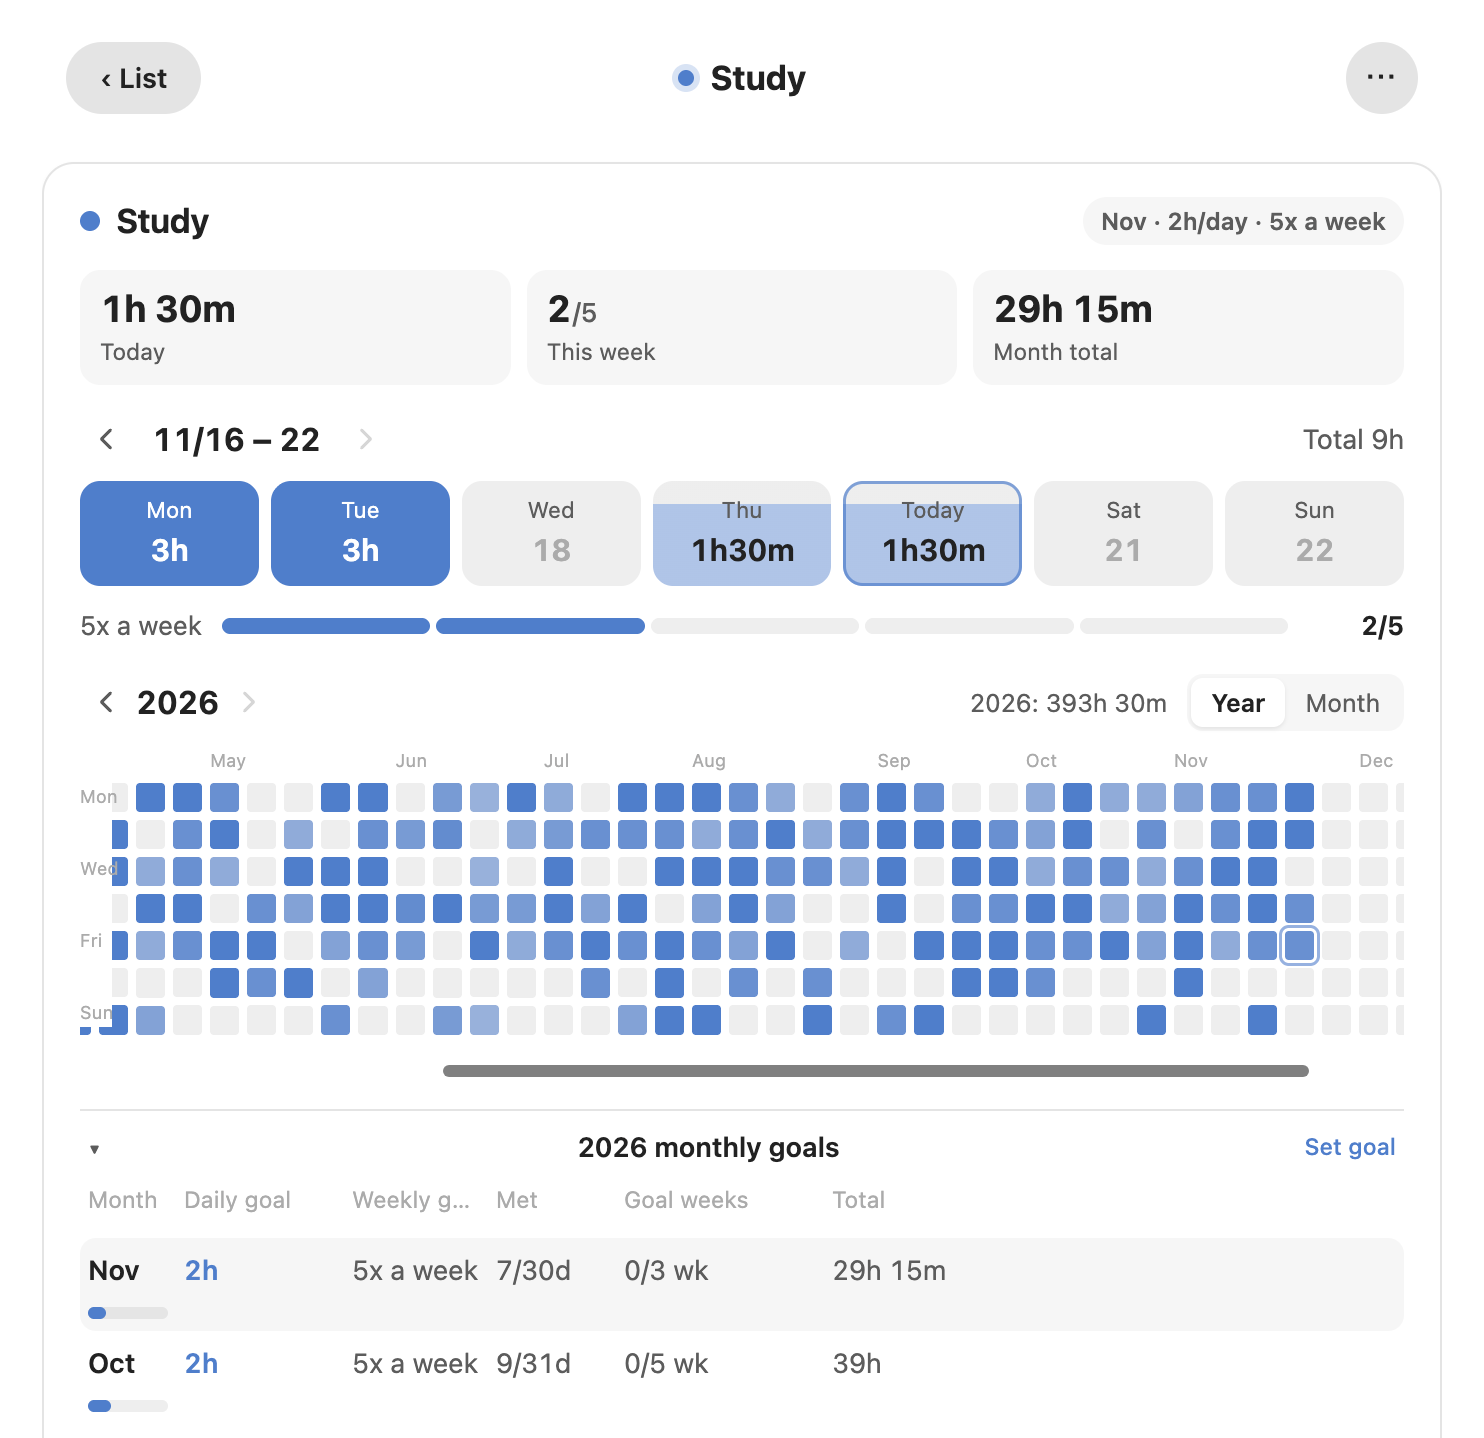 ‹ List
Study
···
Study
Nov · 2h/day · 5x a week
1h 30m
Today
2/5
This week
29h 15m
Month total
11/16 – 22
Total 9h
Mon
3h
Tue
3h
Wed
18
Thu
1h30m
Today
1h30m
Sat
21
Sun
22
5x a week
2/5
2026
2026: 393h 30m
Year
Month
May Jun Jul Aug Sep Oct Nov Dec
Mon
Wed
Fri
Sun
2026 monthly goals
Set goal
Month Daily goal Weekly g... Met Goal weeks Total
Nov 2h 5x a week 7/30d 0/3 wk 29h 15m
Oct 2h 5x a week 9/31d 0/5 wk 39h